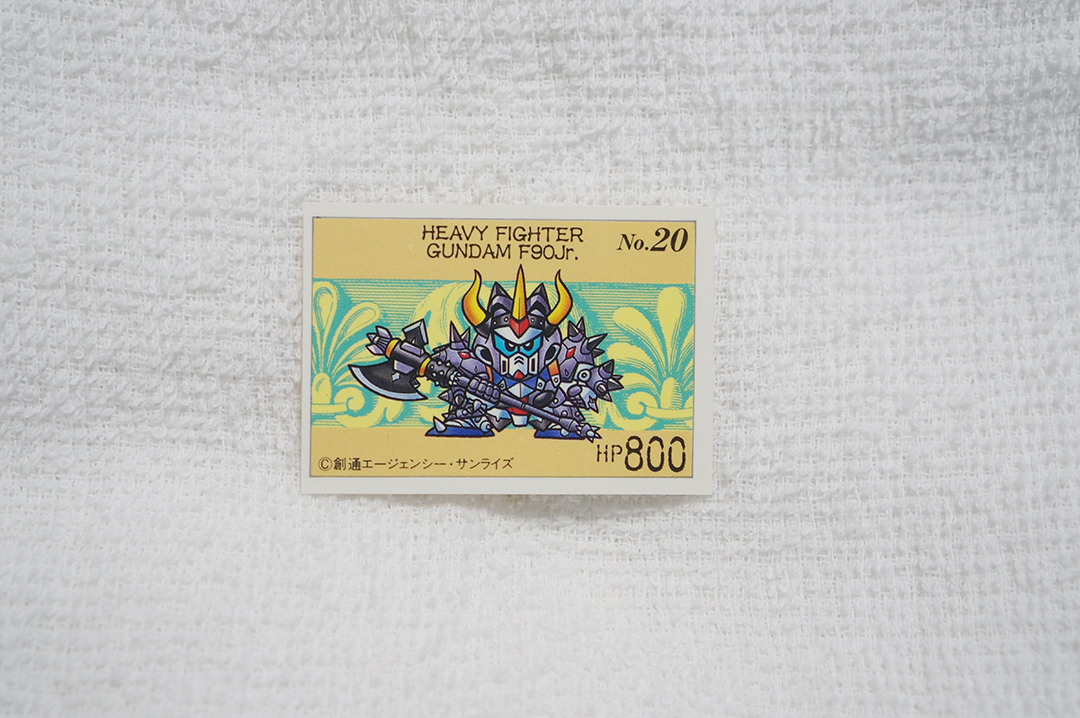 HEAVY FIGHTER
GUNDAM F90Jr.
No.20
HP800
©創通エージェンシー・サンライズ